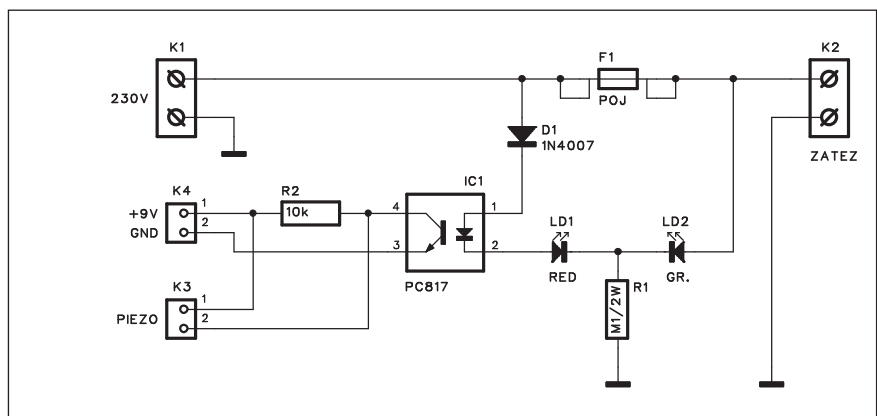 K1
230V
F1
POJ
K2
ZATEZ
D1
1N4007
K4
+9V
GND
1
2
R2
10k
IC1
4
3
1
2
PC817
LD1
RED
LD2
GR.
R1
M1/2W
K3
PIEZO
1
2